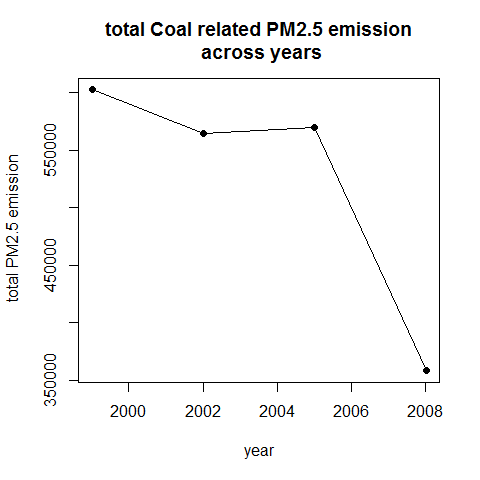 total Coal related PM2.5 emission
across years
total PM2.5 emission
550000
450000
350000
2000 2002 2004 2006 2008
year